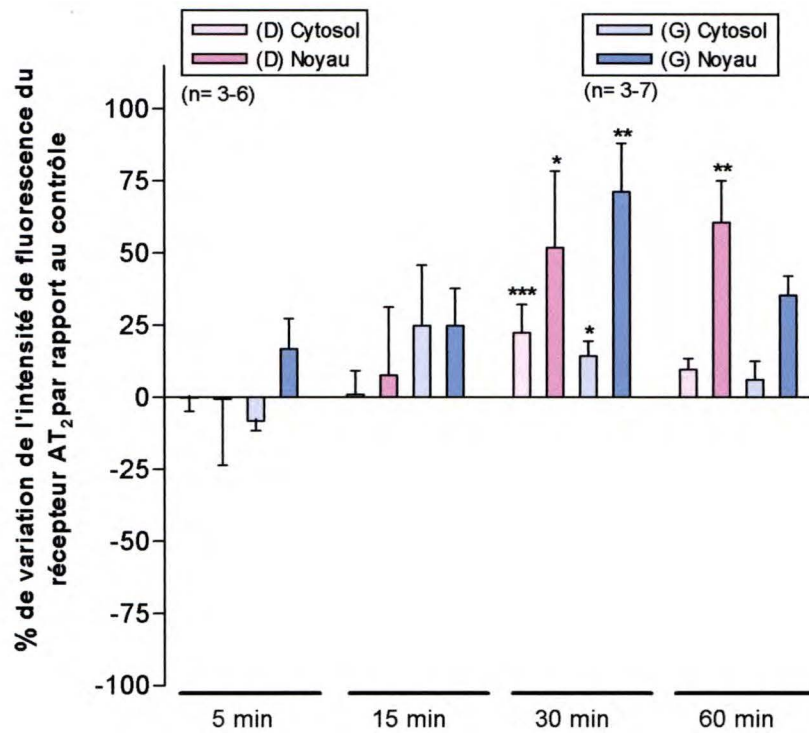 (D) Cytosol
(D) Noyau
(n= 3-6)
(G) Cytosol
(G) Noyau
(n= 3-7)
% de variation de l'intensité de fluorescence du
récepteur AT₂ par rapport au contrôle
100
75
50
25
0
-25
-50
-75
-100
***
*
*
**
**
5 min
15 min
30 min
60 min